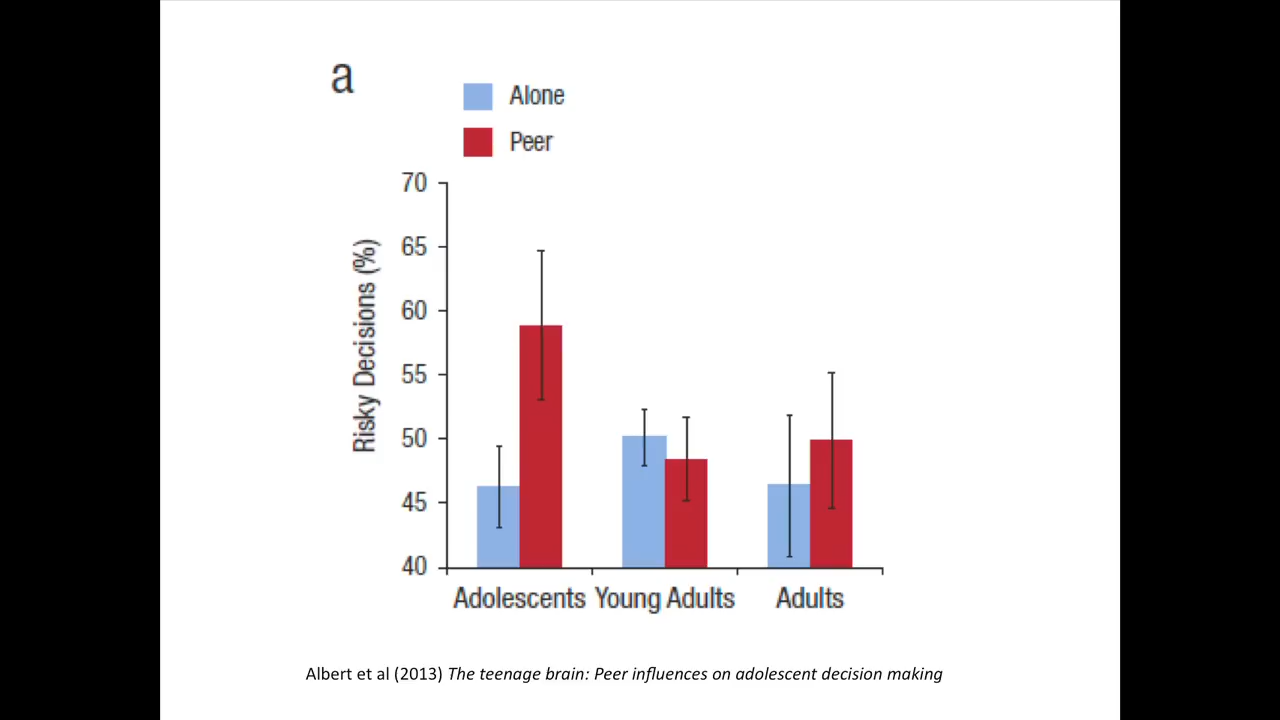 a
Alone
Peer
70
65
60
55
50
45
40
Risky Decisions (%)
Adolescents Young Adults Adults
Albert et al (2013) The teenage brain: Peer influences on adolescent decision making